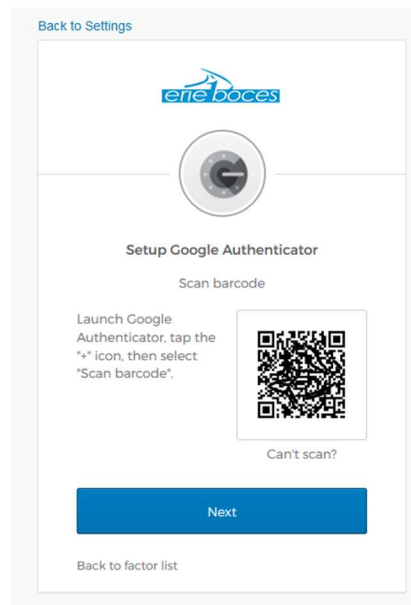 Back to Settings
erie boces
Setup Google Authenticator
Scan barcode
Launch Google
Authenticator, tap the
"+" icon, then select
"Scan barcode".
Can't scan?
Next
Back to factor list